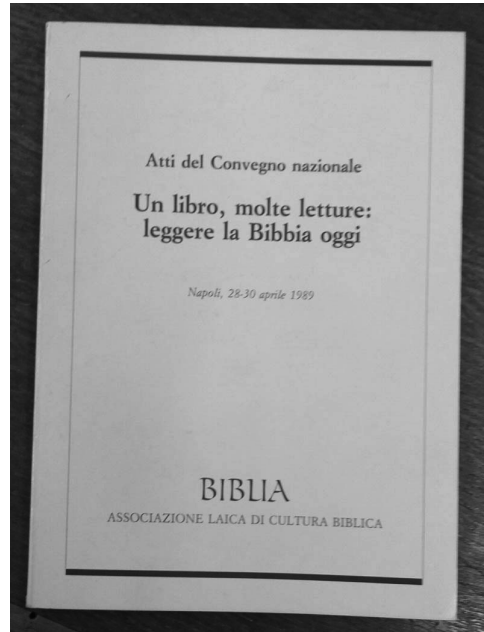 Atti del Convegno nazionale
Un libro, molte letture:
leggere la Bibbia oggi
Napoli, 28-30 aprile 1989
BIBLIA
ASSOCIAZIONE LAICA DI CULTURA BIBLICA